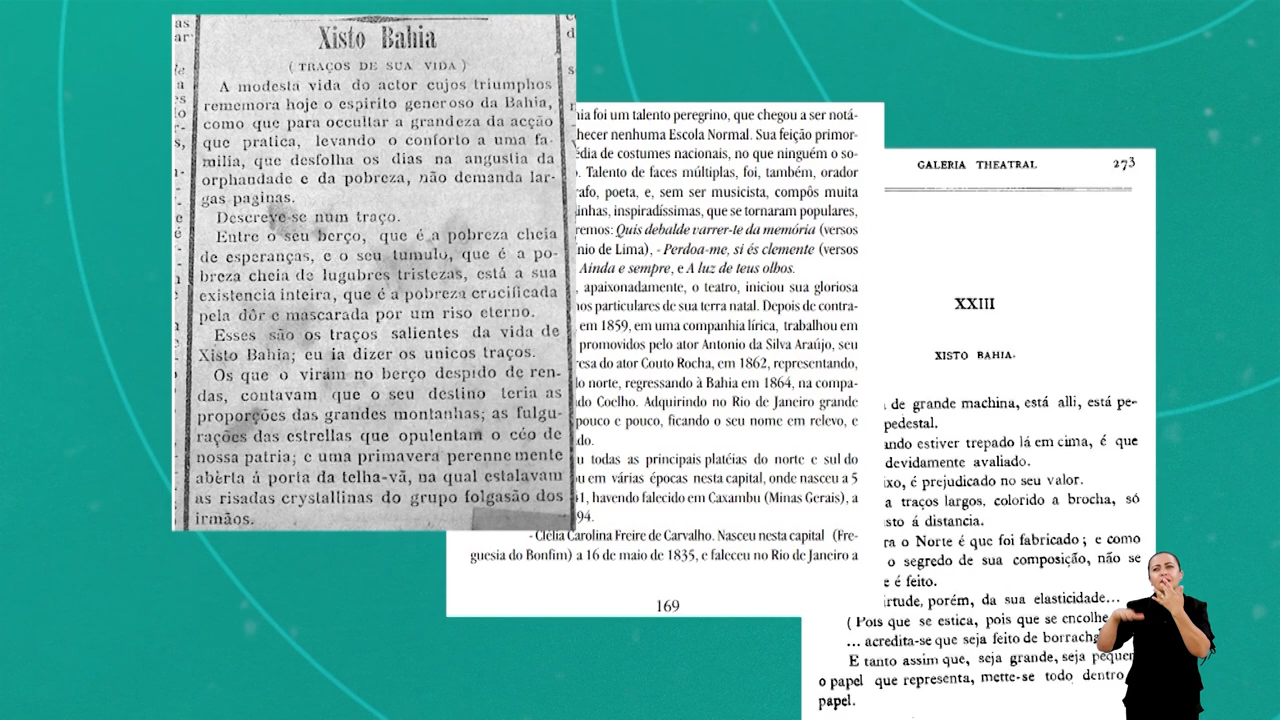 Xisto Bahia
( TRAÇOS DE SUA VIDA )
A modesta vida do actor cujos triumphos
rememora hoje o espirito generoso da Bahia,
como que para occultar a grandeza da acção
que pratica, levando o conforto a uma fa-
milia, que desfolha os dias na angustia da
orphandade e da pobreza, não demanda lar-
gas paginas.
Descreve-se num traço.
Entre o seu berço, que é a pobreza cheia
de esperanças, e o seu tumulo, que é a po-
breza cheia de lugubres tristezas, está a sua
existencia inteira, que é a pobreza crucificada
pela dôr e mascarada por um riso eterno.
Esses são os traços salientes da vida de
Xisto Bahia; eu ia dizer os unicos traços.
Os que o viram no berço despido de ren-
das, contavam que o seu destino teria as
proporções das grandes montanhas; as fulgu-
rações das estrellas que opulentam o céo de
nossa patria; e uma primavera perennemente
aberta á porta da telha-vã, na qual estalavam
as risadas crystallinas do grupo folgasão dos
irmãos.
nia foi um talento peregrino, que chegou a ser notá-
hecer nenhuma Escola Normal. Sua feição primor-
édia de costumes nacionais, no que ninguém o so-
. Talento de faces múltiplas, foi, também, orador
rafo, poeta, e, sem ser musicista, compôs muita
inhas, inspiradíssimas, que se tornaram populares,
remos: Quis debalde varrer-te da memória (versos
nio de Lima), - Perdoa-me, si és clemente (versos
Ainda e sempre, e A luz de teus olhos.
, apaixonadamente, o teatro, iniciou sua gloriosa
nos particulares de sua terra natal. Depois de contra-
em 1859, em uma companhia lírica, trabalhou em
promovidos pelo ator Antonio da Silva Araújo, seu
resa do ator Couto Rocha, em 1862, representando,
lo norte, regressando à Bahia em 1864, na compa-
do Coelho. Adquirindo no Rio de Janeiro grande
pouco e pouco, ficando o seu nome em relevo, e
do.
u todas as principais platéias do norte e sul do
u em várias épocas nesta capital, onde nasceu a 5
41, havendo falecido em Caxambu (Minas Gerais), a
94.
- Clélia Carolina Freire de Carvalho. Nasceu nesta capital (Fre-
guesia do Bonfim) a 16 de maio de 1835, e faleceu no Rio de Janeiro a
169
GALERIA THEATRAL 273
XXIII
XISTO BAHIA.
de grande machina, está alli, está pe-
pedestal.
ando estiver trepado lá em cima, é que
devidamente avaliado.
ixo, é prejudicado no seu valor.
a traços largos, colorido a brocha, só
isto á distancia.
ra o Norte é que foi fabricado; e como
o segredo de sua composição, não se
e é feito.
irtude, porém, da sua elasticidade...
( Pois que se estica, pois que se encolhe
... acredita-se que seja feito de borracha
E tanto assim que, seja grande, seja pequen
o papel que representa, mette-se todo dentro
papel.